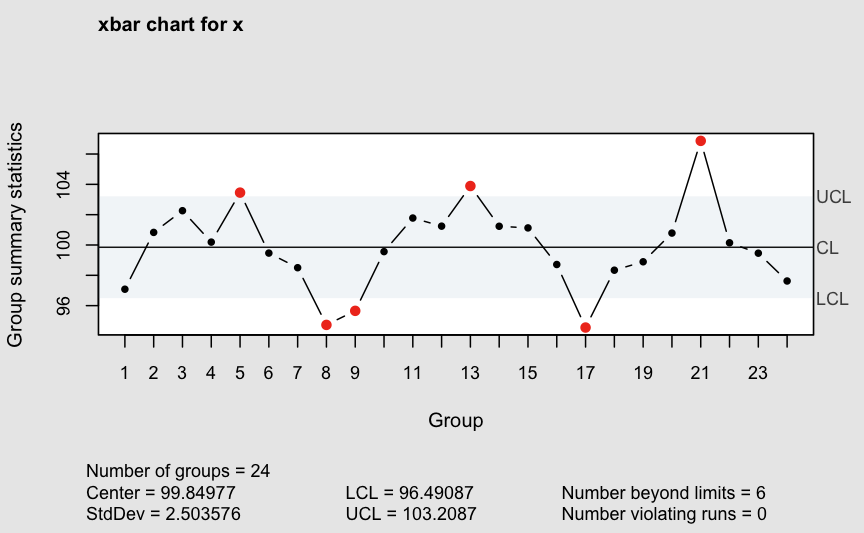 xbar chart for x
Group summary statistics
104
100
96
UCL
CL
LCL
1 2 3 4 5 6 7 8 9 11 13 15 17 19 21 23
Group
Number of groups = 24
Center = 99.84977 LCL = 96.49087 Number beyond limits = 6
StdDev = 2.503576 UCL = 103.2087 Number violating runs = 0